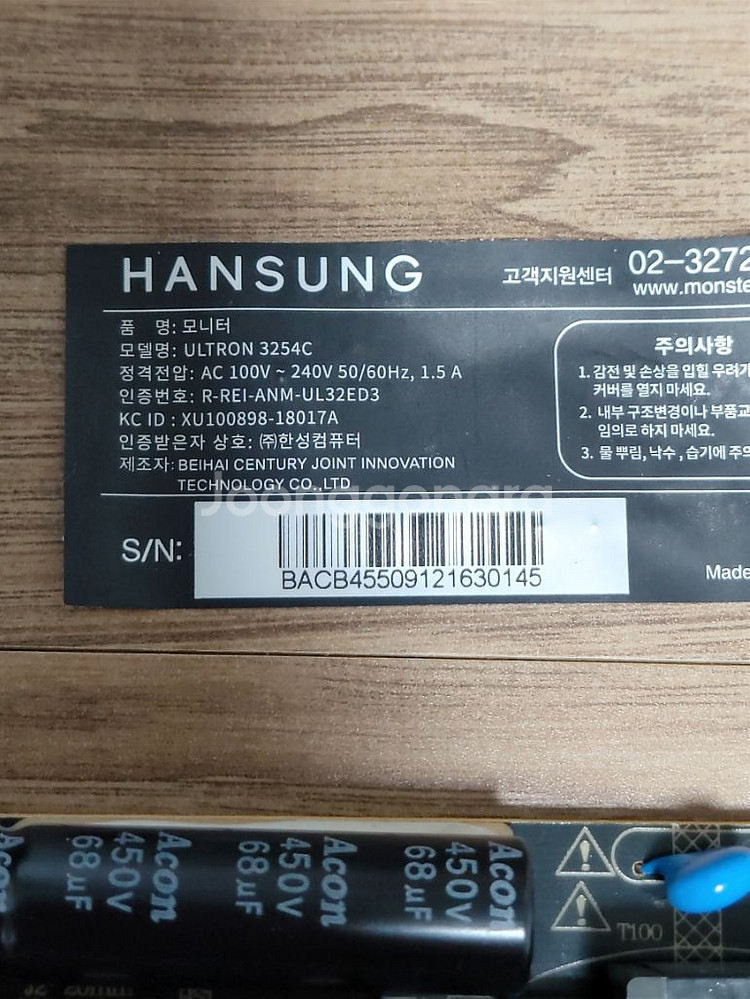 HANSUNG
고객지원센터 02-3272
www.monste
품 명: 모니터
모델명: ULTRON 3254C
정격전압: AC 100V ~ 240V 50/60Hz, 1.5 A
인증번호: R-REI-ANM-UL32ED3
KC ID : XU100898-18017A
인증받은자 상호: ㈜한성컴퓨터
제조자: BEIHAI CENTURY JOINT INNOVATION
TECHNOLOGY CO.,LTD
주의사항
1. 감전 및 손상을 입힐 우려가
커버를 열지 마세요.
2. 내부 구조변경이나 부품교
임의로 하지 마세요.
3. 물 뿌림, 낙수 , 습기에 주의
Joonggonara
S/N:
BACB45509121630145
Made
Acon
450V
68µF
Acon
450V
68µF
Acon
450V
68µF
T100